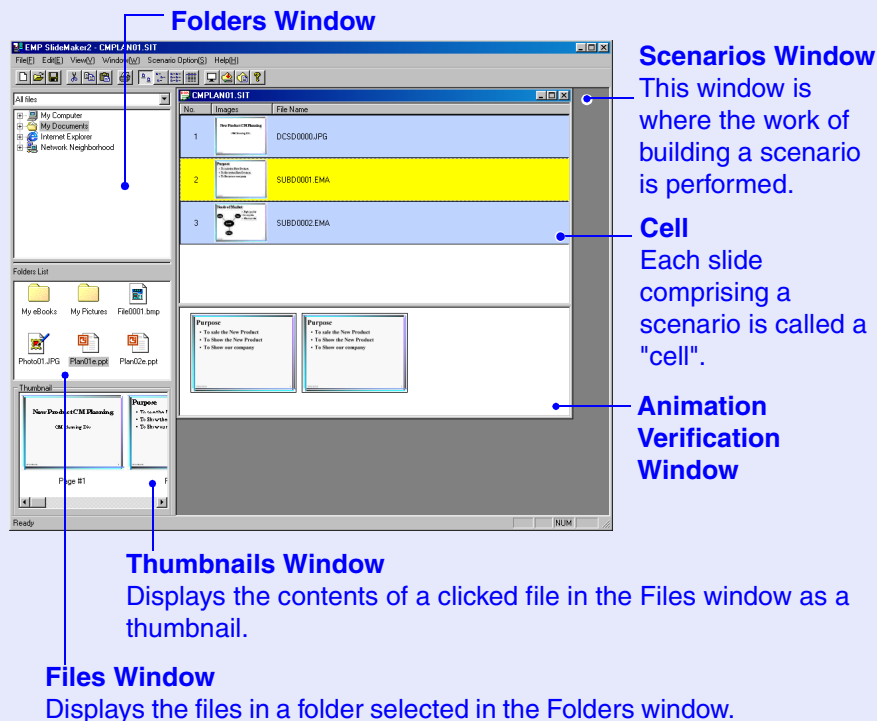 Folders Window
EMP SlideMaker2 - CMPLAN01.SIT
File(F) Edit(E) View(V) Window(W) Scenario Option(S) Help(H)
All files
My Computer
My Documents
Internet Explorer
Network Neighborhood
CMPLAN01.SIT
No. Images File Name
1 New Product CM Planning DCSD0000.JPG
2 Purpose SUBD0001.EMA
3 SUBD0002.EMA
Folders List
My eBooks My Pictures File0001.bmp
Photo01.JPG Plan01e.ppt Plan02e.ppt
Purpose
• To sale the New Product
• To Show the New Product
• To Show our company
Purpose
• To sale the New Product
• To Show the New Product
• To Show our company
Thumbnail
New Product CM Planning
Purpose
Page #1
Ready
NUM
Scenarios Window
This window is
where the work of
building a scenario
is performed.
Cell
Each slide
comprising a
scenario is called a
"cell".
Animation
Verification
Window
Thumbnails Window
Displays the contents of a clicked file in the Files window as a
thumbnail.
Files Window
Displays the files in a folder selected in the Folders window.